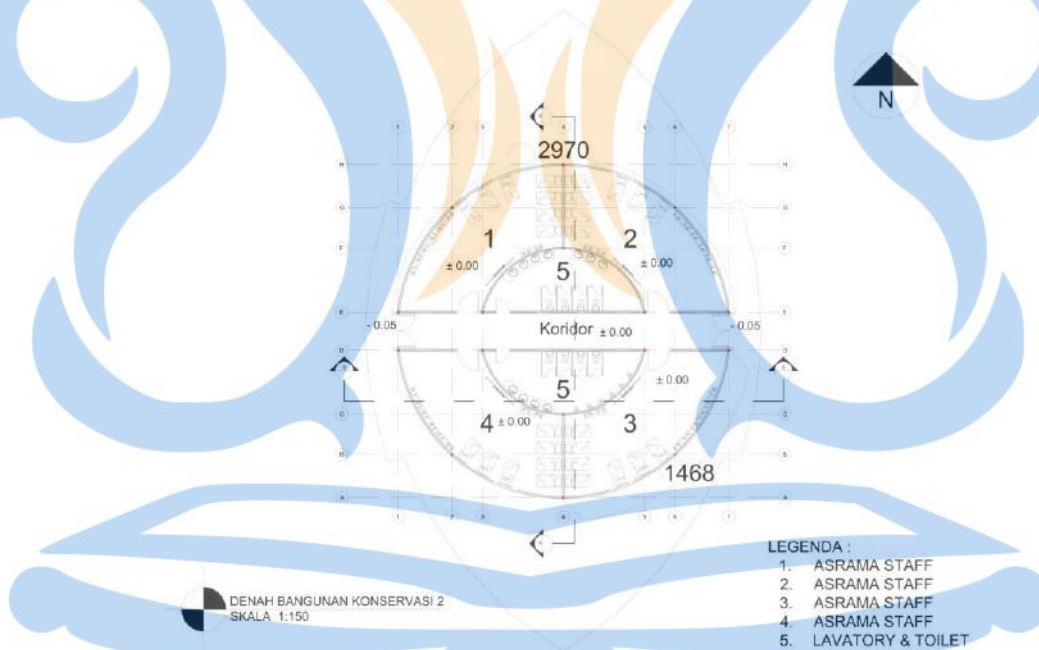 N
2970
1
2
± 0.00
± 0.00
5
- 0.05
Koridor ± 0.00
- 0.05
± 0.00
5
4 ± 0.00
3
1468
LEGENDA :
1. ASRAMA STAFF
2. ASRAMA STAFF
3. ASRAMA STAFF
4. ASRAMA STAFF
5. LAVATORY & TOILET
DENAH BANGUNAN KONSERVASI 2
SKALA 1:150